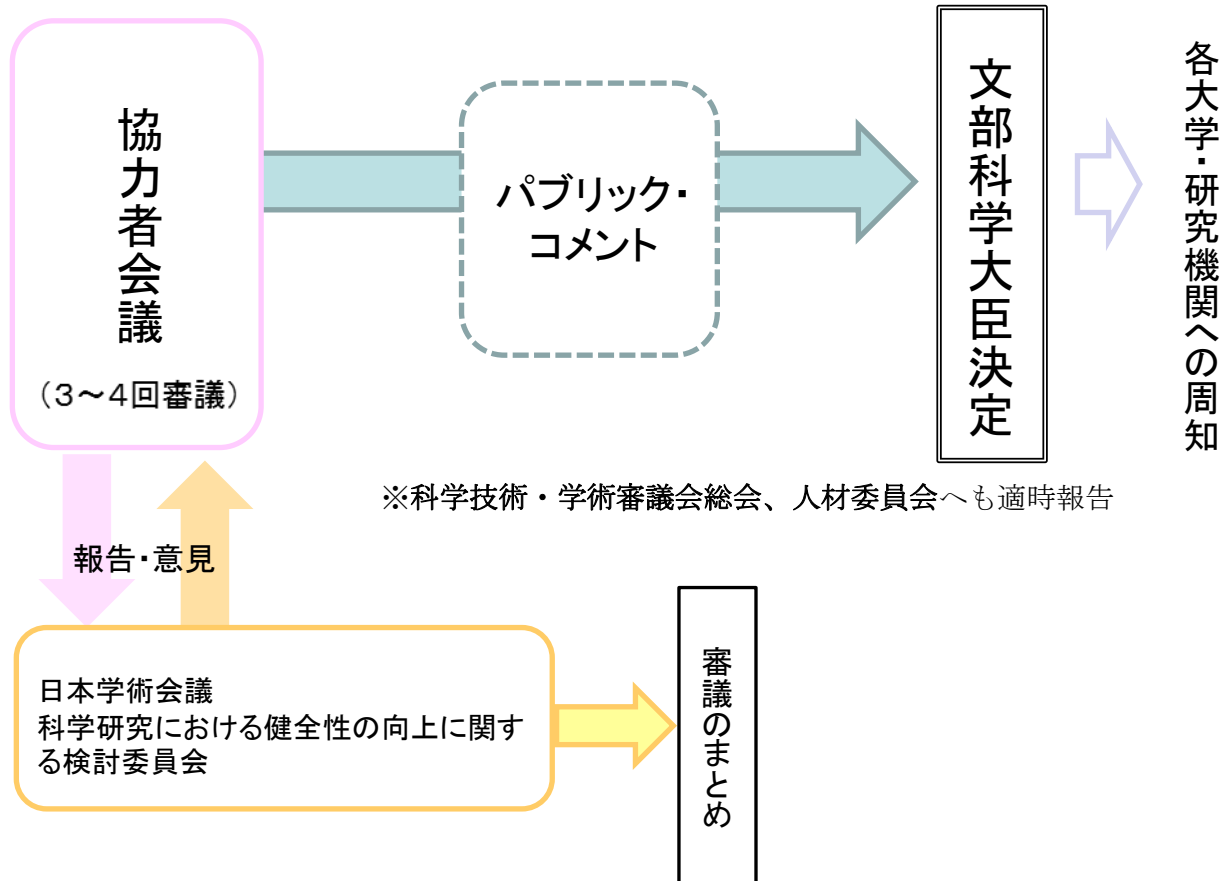 協力者会議
（３～４回審議）
パブリック・
コメント
文部科学大臣決定
各大学・研究機関への周知
※科学技術・学術審議会総会、人材委員会へも適時報告
報告・意見
日本学術会議
科学研究における健全性の向上に関す
る検討委員会
審議のまとめ